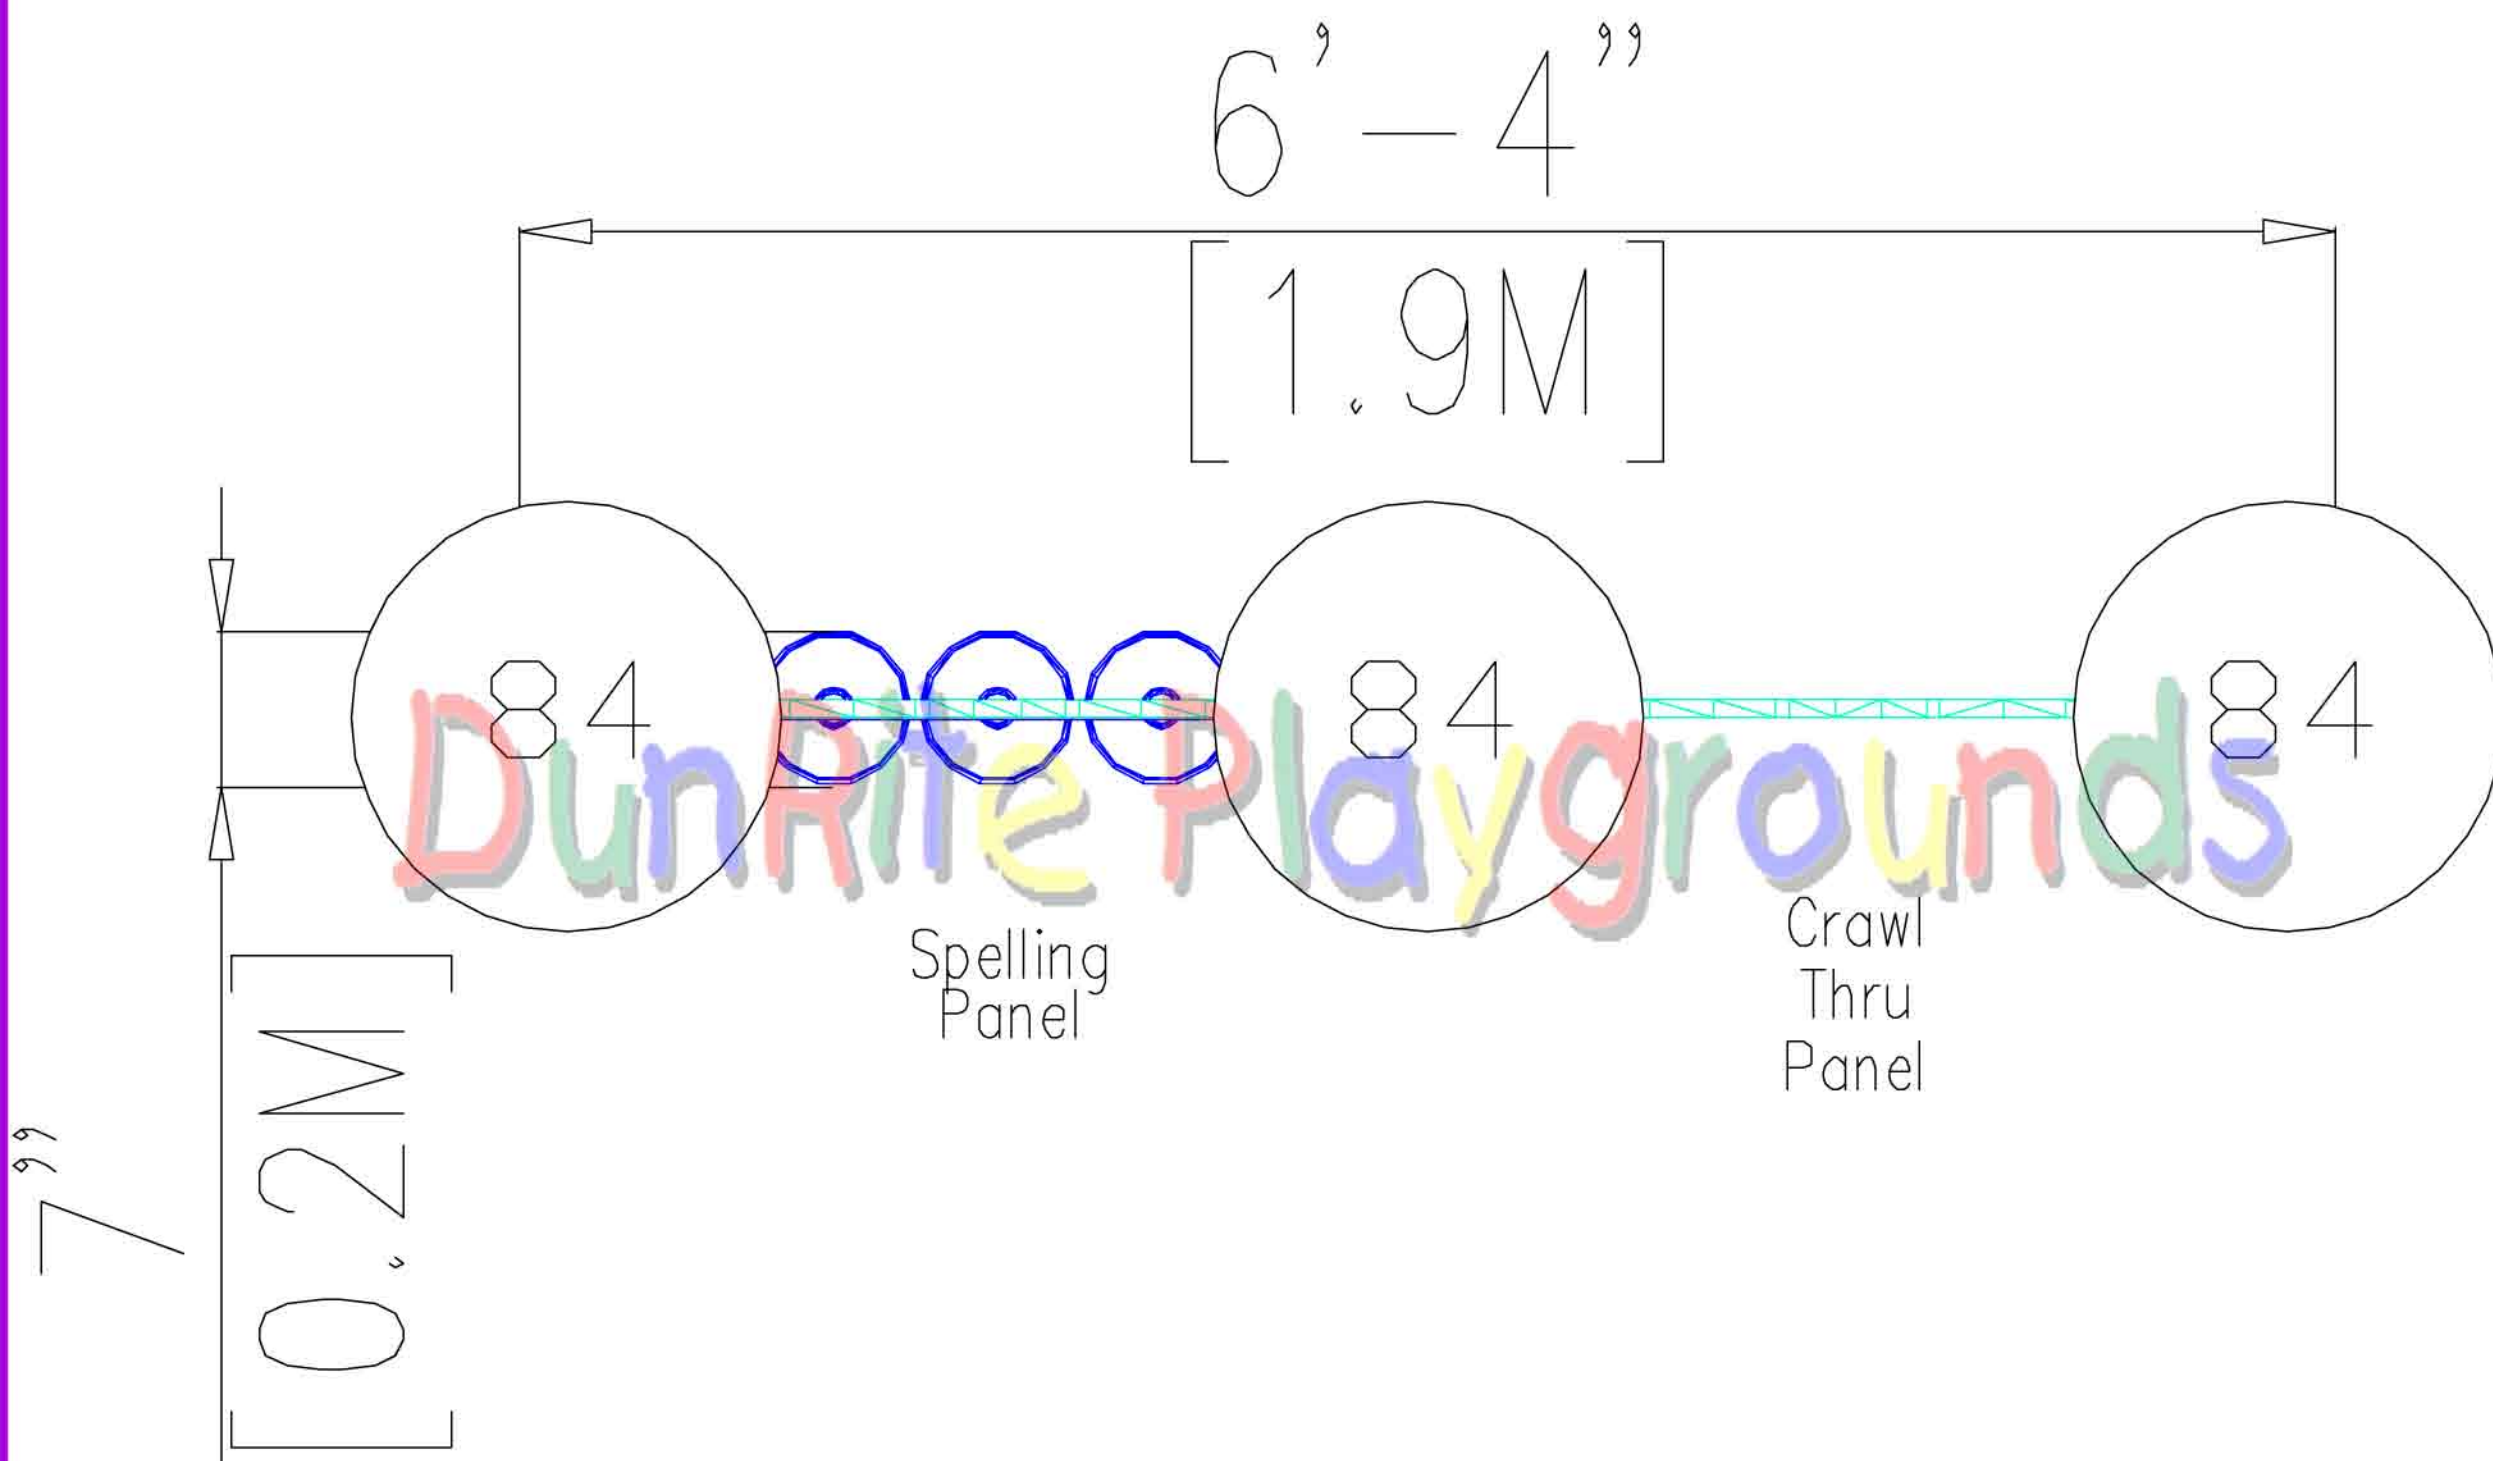 6'-4"
[1.9M]
84
84
84
DunRite Playgrounds
Spelling
Panel
Crawl
Thru
Panel
7"
[0.2M]